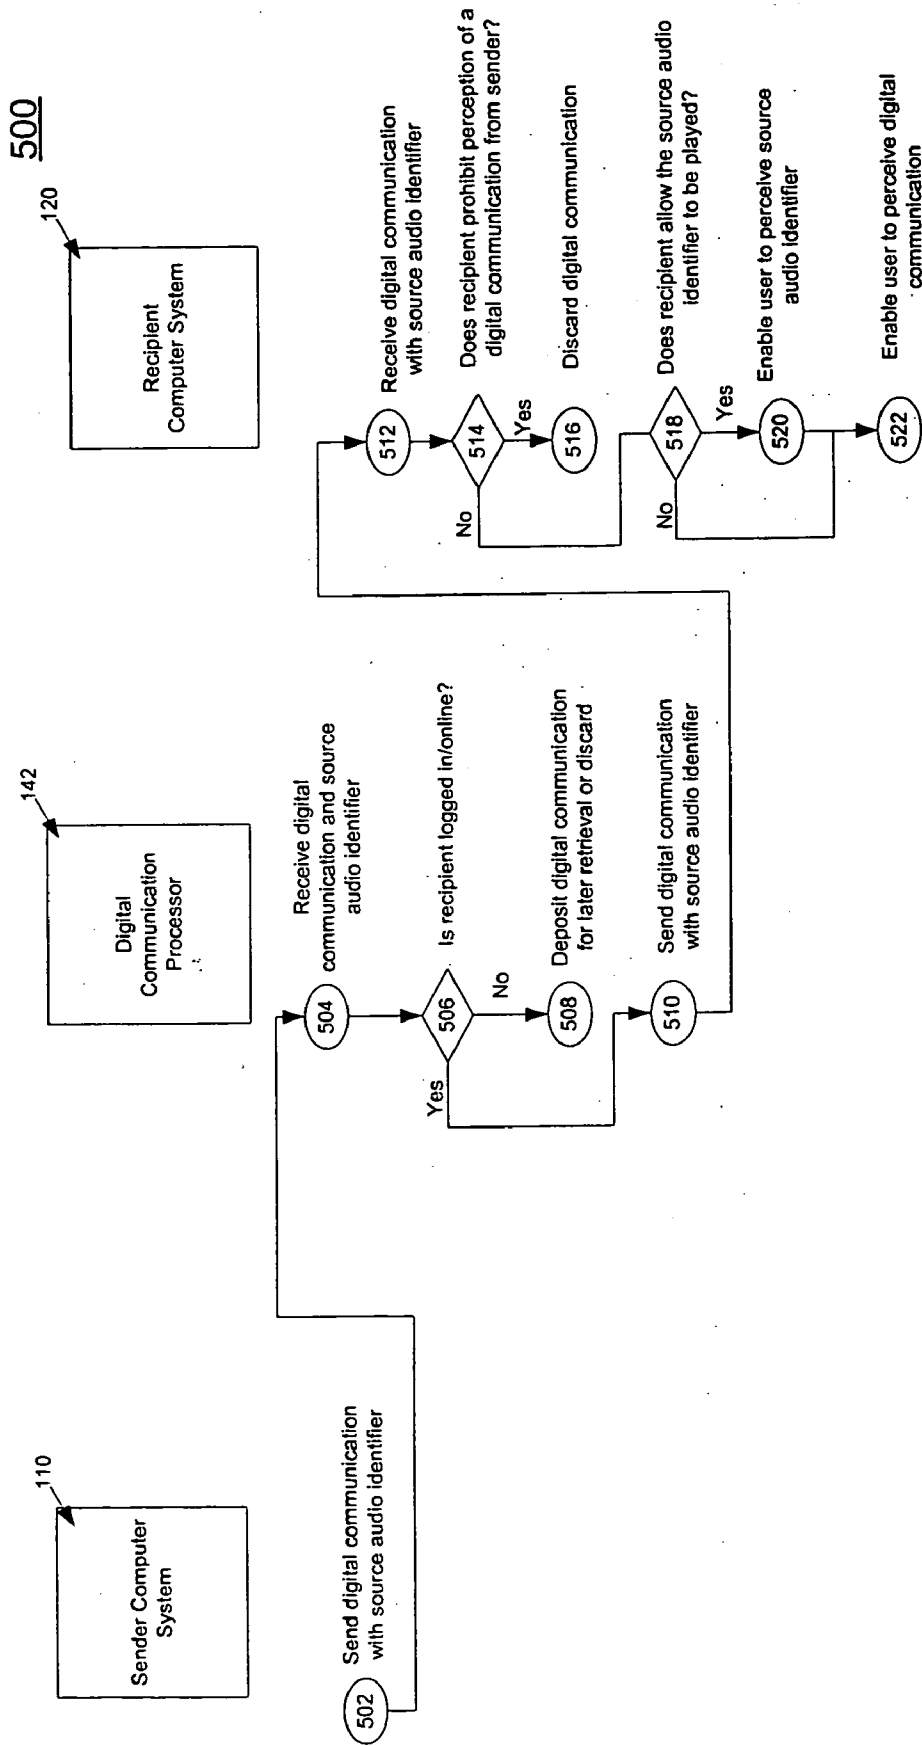 500
110
Sender Computer
System
502
Send digital communication
with source audio identifier
142
Digital
Communication
Processor
504
Receive digital
communication and source
audio identifier
506
Is recipient logged in/online?
Yes
No
508
Deposit digital communication
for later retrieval or discard
510
Send digital communication
with source audio identifier
120
Recipient
Computer System
512
Receive digital communication
with source audio identifier
514
Does recipient prohibit perception of a
digital communication from sender?
No
Yes
516
Discard digital communication
518
Does recipient allow the source audio
identifier to be played?
No
Yes
520
Enable user to perceive source
audio identifier
522
Enable user to perceive digital
communication